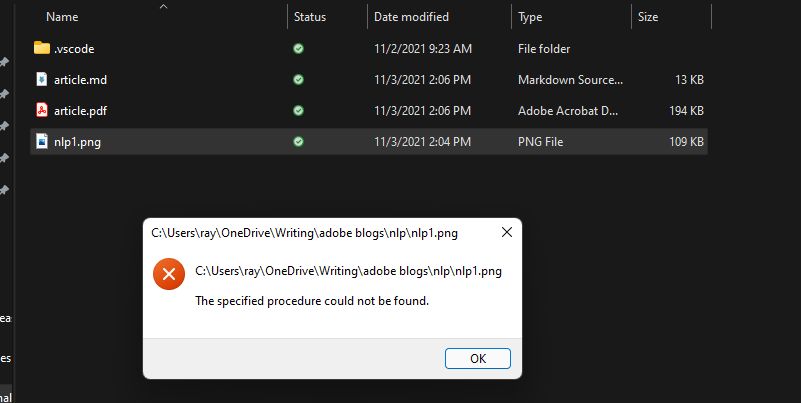 Name Status Date modified Type Size
.vscode 11/2/2021 9:23 AM File folder
article.md 11/3/2021 2:06 PM Markdown Source... 13 KB
article.pdf 11/3/2021 2:06 PM Adobe Acrobat D... 194 KB
nlp1.png 11/3/2021 2:04 PM PNG File 109 KB
C:\Users\ray\OneDrive\Writing\adobe blogs\nlp\nlp1.png
C:\Users\ray\OneDrive\Writing\adobe blogs\nlp\nlp1.png
The specified procedure could not be found.
OK